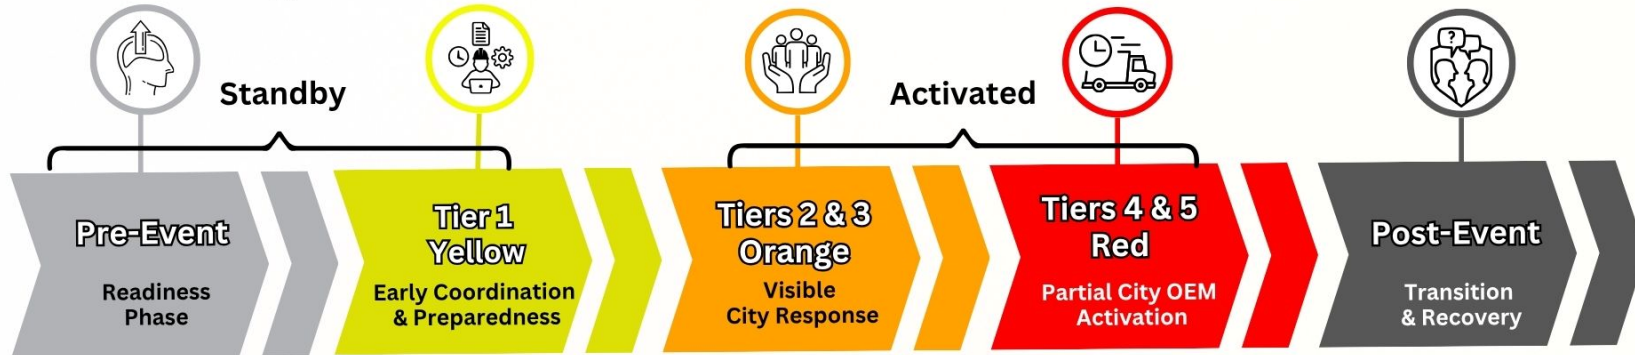 Standby
Activated
Pre-Event
Readiness
Phase
Tier 1
Yellow
Early Coordination
& Preparedness
Tiers 2 & 3
Orange
Visible
City Response
Tiers 4 & 5
Red
Partial City OEM
Activation
Post-Event
Transition
& Recovery
?